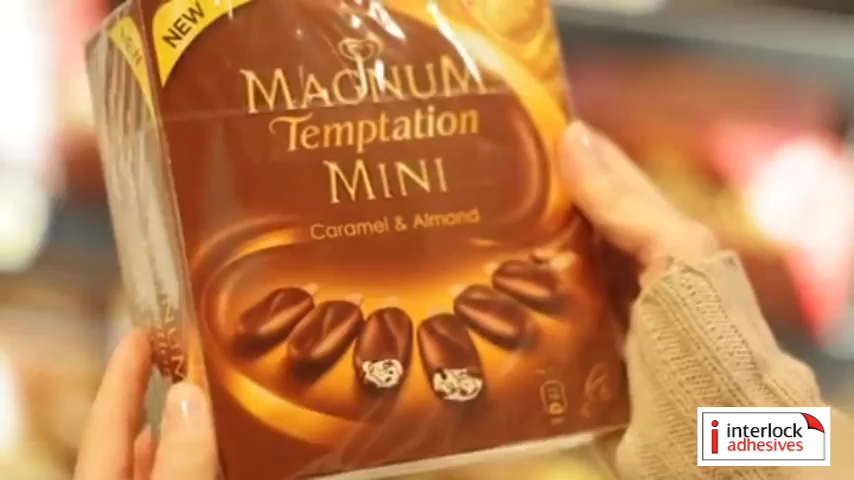 NEW
MAGNUM
Temptation
MINI
Caramel & Almond
interlock
adhesives